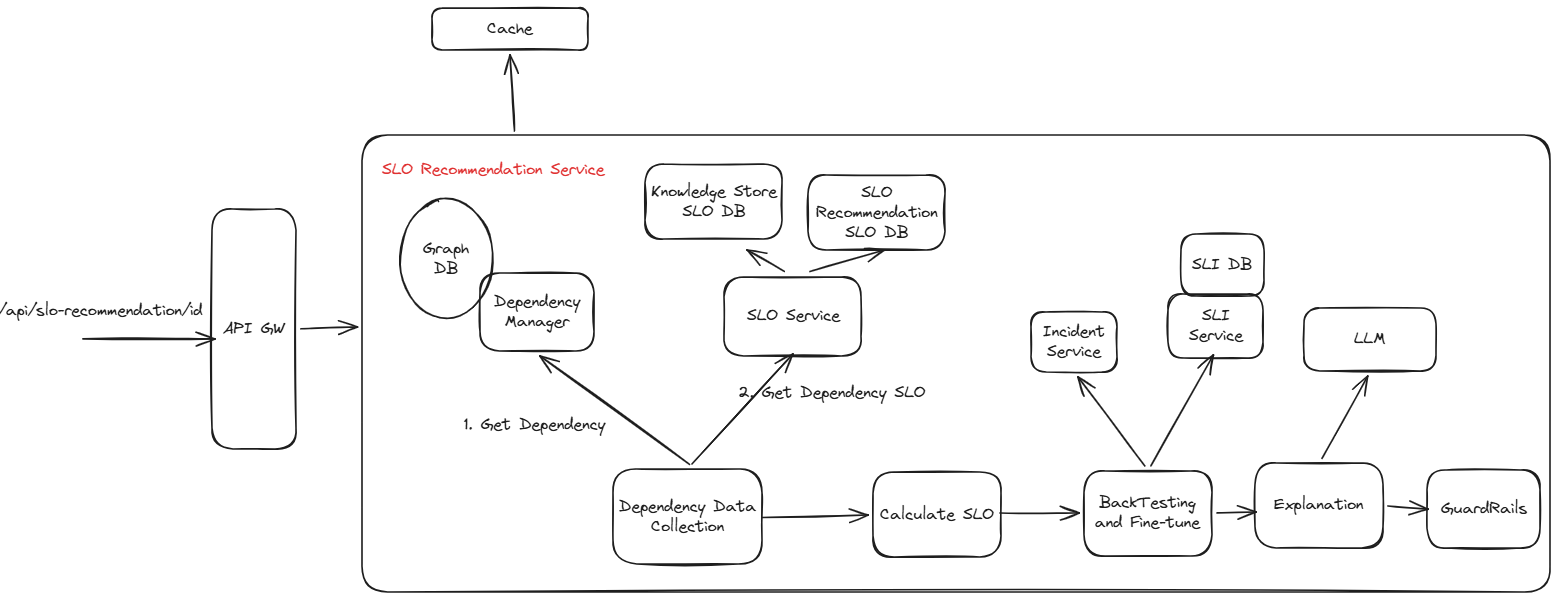 Cache
SLO Recommendation Service
Knowledge Store
SLO DB
SLO
Recommendation
SLO DB
Graph
DB
SLI DB
Dependency
Manager
SLO Service
/api/slo-recommendation/id
API GW
Incident
Service
SLI
Service
LLM
2. Get Dependency SLO
1. Get Dependency
Dependency Data
Collection
Calculate SLO
BackTesting
and Fine-tune
Explanation
GuardRails